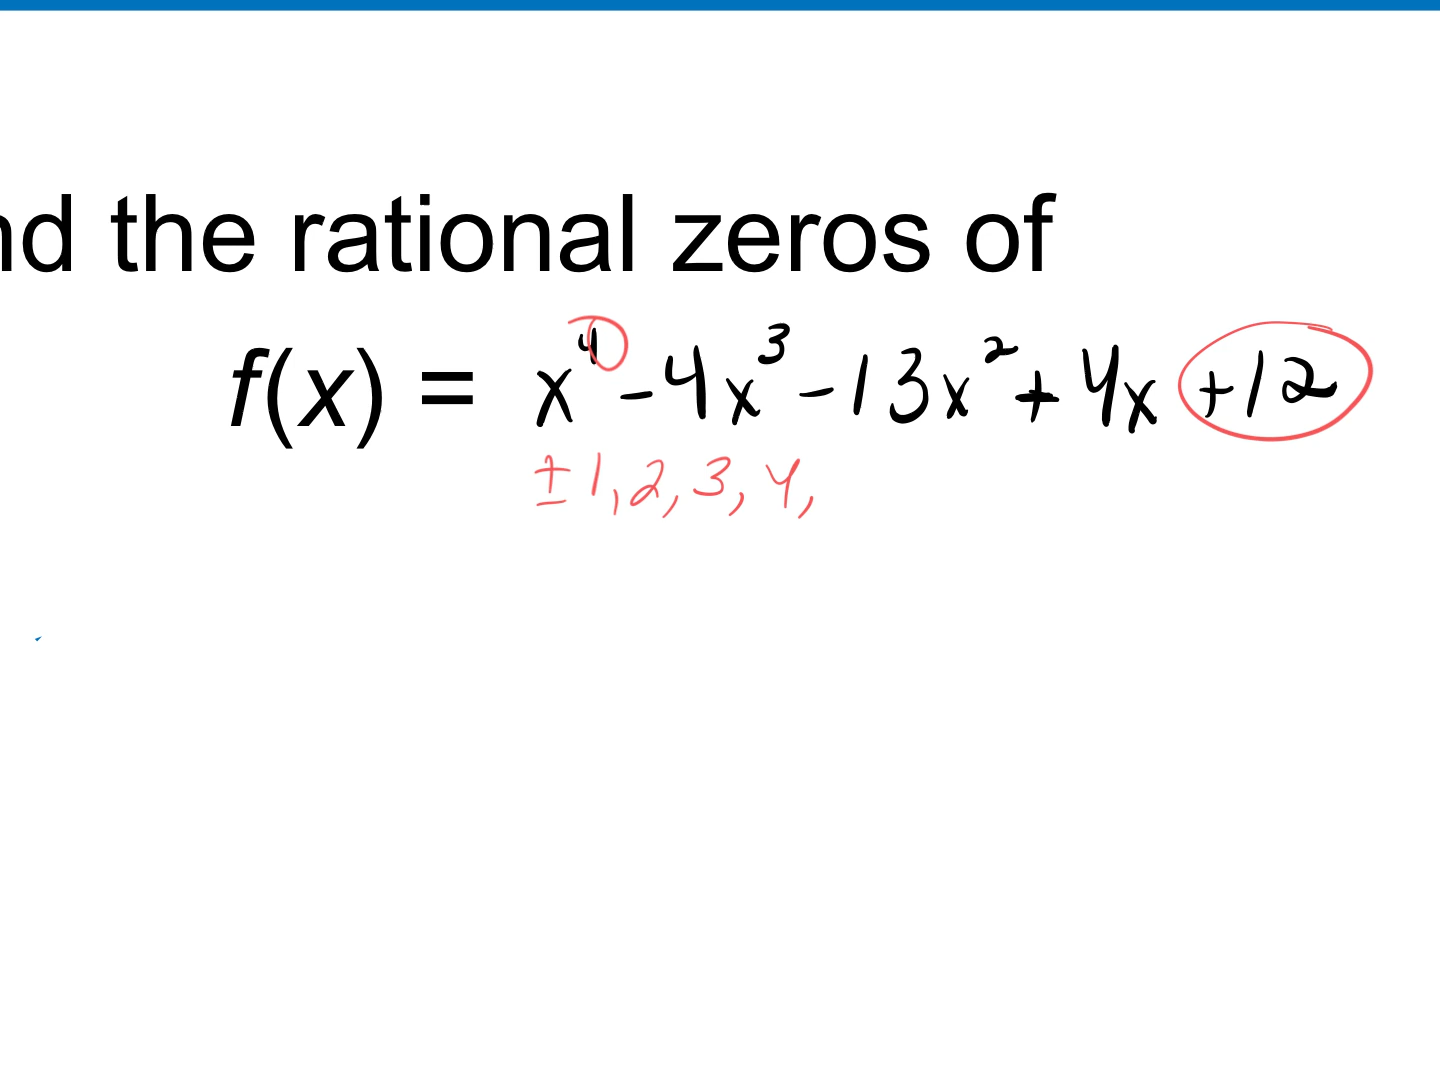 nd the rational zeros of
f(x) = x⁴ - 4x³ - 13x² + 4x + 12
± 1, 2, 3, 4,